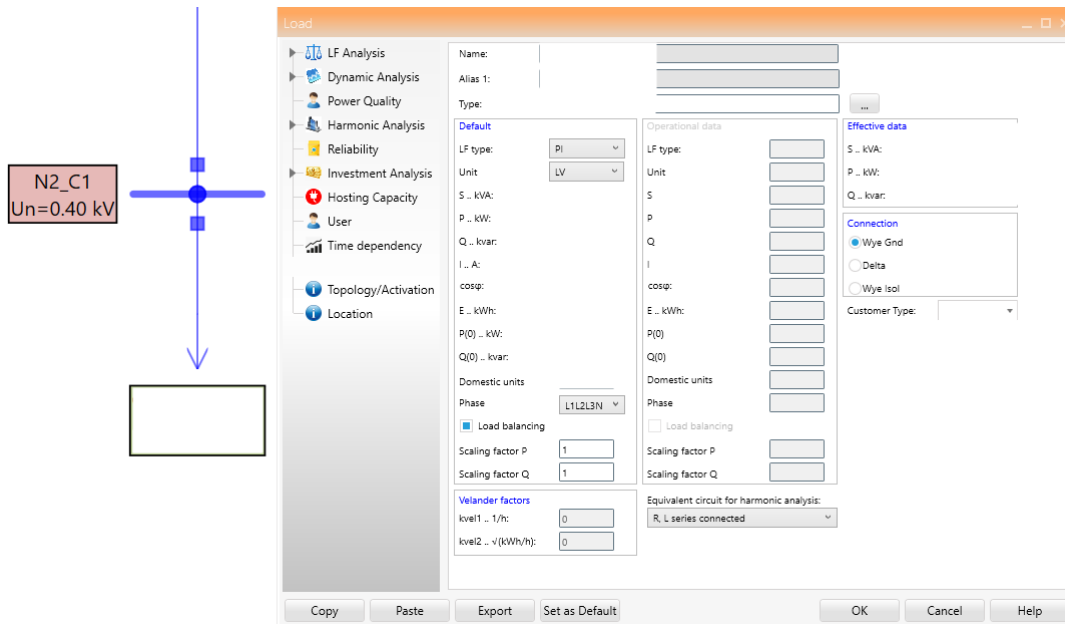 N2_C1
Un=0.40 kV
Load
LF Analysis
Dynamic Analysis
Power Quality
Harmonic Analysis
Reliability
Investment Analysis
Hosting Capacity
User
Time dependency
Topology/Activation
Location
Name:
Alias 1:
Type:
...
Default
LF type:
PI
Unit
LV
S .. kVA:
P .. kW:
Q .. kvar:
I .. A:
cosφ:
E .. kWh:
P(0) .. kW:
Q(0) .. kvar:
Domestic units
Phase
L1L2L3N
Load balancing
Scaling factor P
1
Scaling factor Q
1
Velander factors
kvel1 .. 1/h:
0
kvel2 .. √(kWh/h):
0
Operational data
LF type:
Unit
S
P
Q
I
cosφ:
E .. kWh:
P(0)
Q(0)
Domestic units
Phase
Load balancing
Scaling factor P
Scaling factor Q
Equivalent circuit for harmonic analysis:
R, L series connected
Effective data
S .. kVA:
P .. kW:
Q .. kvar:
Connection
Wye Gnd
Delta
Wye Isol
Customer Type:
Copy
Paste
Export
Set as Default
OK
Cancel
Help